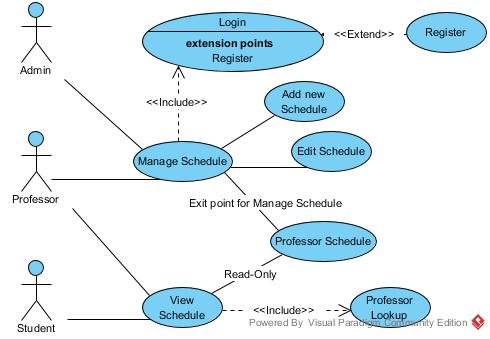 Login
extension points
Register
<<Extend>>
Register
Admin
<<Include>>
Add new
Schedule
Manage Schedule
Edit Schedule
Professor
Exit point for Manage Schedule
Professor Schedule
Read-Only
View
Schedule
<<Include>>
Professor
Lookup
Student
Powered By Visual Paradigm Community Edition